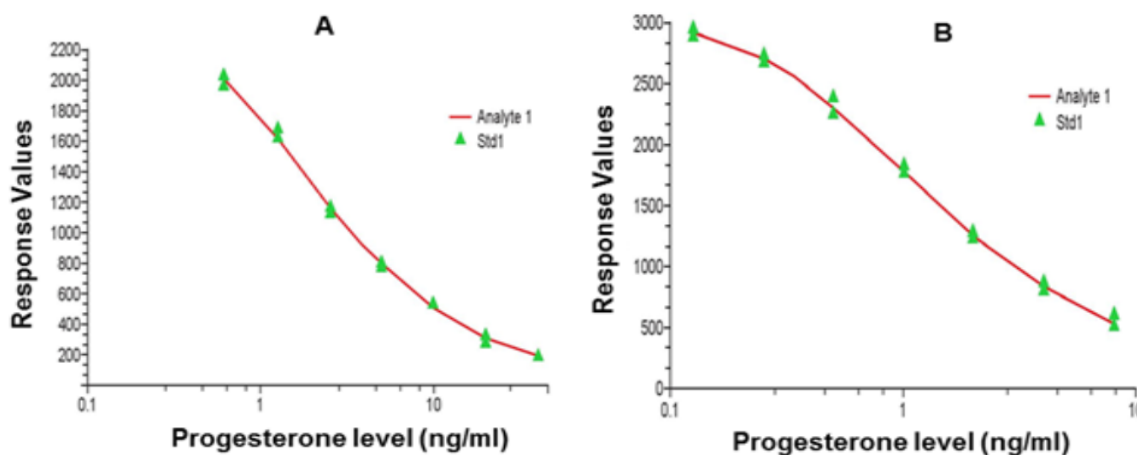 A
2200
2000
1800
1600
1400
1200
1000
800
600
400
200
Response Values
Analyte 1
Std1
0.1 1 10
Progesterone level (ng/ml)
B
3000
2500
2000
1500
1000
500
0
Response Values
Analyte 1
Std1
0.1 1 10
Progesterone level (ng/ml)